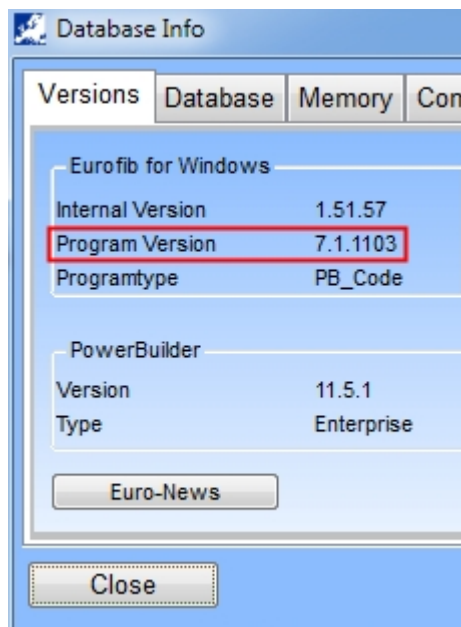 Database Info
Versions Database Memory Con
Eurofib for Windows
Internal Version 1.51.57
Program Version 7.1.1103
Programtype PB_Code
PowerBuilder
Version 11.5.1
Type Enterprise
Euro-News
Close